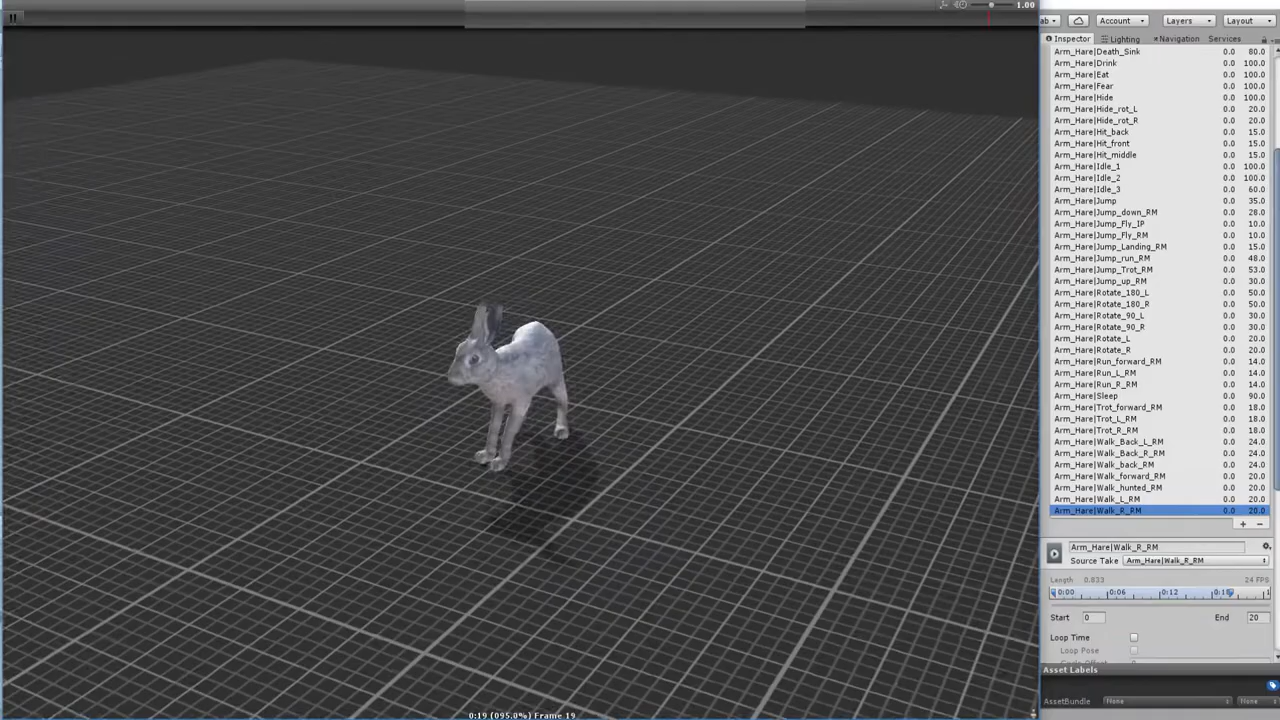 1.00
ab Account Layers Layout
Inspector Lighting Navigation Services
Arm_Hare|Death_Sink 0.0 80.0
Arm_Hare|Drink 0.0 100.0
Arm_Hare|Eat 0.0 100.0
Arm_Hare|Fear 0.0 100.0
Arm_Hare|Hide 0.0 100.0
Arm_Hare|Hide_rot_L 0.0 20.0
Arm_Hare|Hide_rot_R 0.0 20.0
Arm_Hare|Hit_back 0.0 15.0
Arm_Hare|Hit_front 0.0 15.0
Arm_Hare|Hit_middle 0.0 15.0
Arm_Hare|Idle_1 0.0 100.0
Arm_Hare|Idle_2 0.0 100.0
Arm_Hare|Idle_3 0.0 60.0
Arm_Hare|Jump 0.0 35.0
Arm_Hare|Jump_down_RM 0.0 28.0
Arm_Hare|Jump_Fly_IP 0.0 10.0
Arm_Hare|Jump_Fly_RM 0.0 10.0
Arm_Hare|Jump_Landing_RM 0.0 15.0
Arm_Hare|Jump_run_RM 0.0 48.0
Arm_Hare|Jump_Trot_RM 0.0 53.0
Arm_Hare|Jump_up_RM 0.0 30.0
Arm_Hare|Rotate_180_L 0.0 50.0
Arm_Hare|Rotate_180_R 0.0 50.0
Arm_Hare|Rotate_90_L 0.0 30.0
Arm_Hare|Rotate_90_R 0.0 30.0
Arm_Hare|Rotate_L 0.0 20.0
Arm_Hare|Rotate_R 0.0 20.0
Arm_Hare|Run_forward_RM 0.0 14.0
Arm_Hare|Run_L_RM 0.0 14.0
Arm_Hare|Run_R_RM 0.0 14.0
Arm_Hare|Sleep 0.0 90.0
Arm_Hare|Trot_forward_RM 0.0 18.0
Arm_Hare|Trot_L_RM 0.0 18.0
Arm_Hare|Trot_R_RM 0.0 18.0
Arm_Hare|Walk_Back_L_RM 0.0 24.0
Arm_Hare|Walk_Back_R_RM 0.0 24.0
Arm_Hare|Walk_back_RM 0.0 24.0
Arm_Hare|Walk_forward_RM 0.0 20.0
Arm_Hare|Walk_hunted_RM 0.0 20.0
Arm_Hare|Walk_L_RM 0.0 20.0
Arm_Hare|Walk_R_RM 0.0 20.0
Arm_Hare|Walk_R_RM
Source Take Arm_Hare|Walk_R_RM
Length 0.833 24 FPS
0:00 0:06 0:12 0:18 1
Start 0 End 20
Loop Time
Loop Pose
Asset Labels
AssetBundle None None
0:19 (095.0%) Frame 19